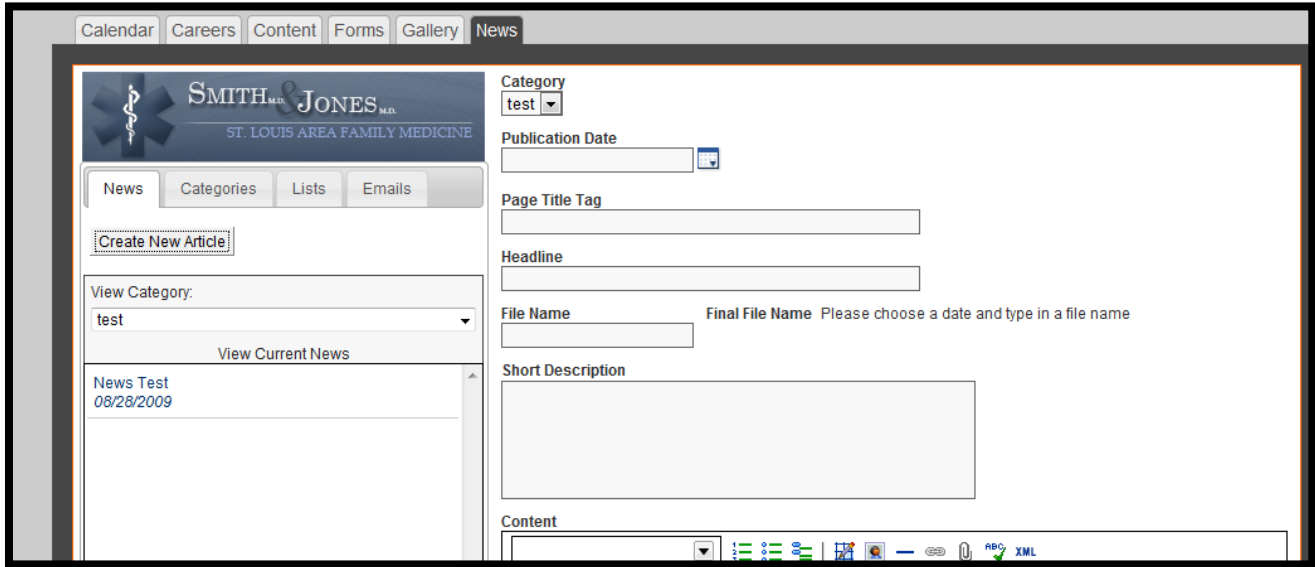 Calendar Careers Content Forms Gallery News
SMITH M.D. & JONES M.D.
ST. LOUIS AREA FAMILY MEDICINE
News Categories Lists Emails
Create New Article
View Category:
test
View Current News
News Test
08/28/2009
Category
test
Publication Date
Page Title Tag
Headline
File Name Final File Name Please choose a date and type in a file name
Short Description
Content
ABC XML